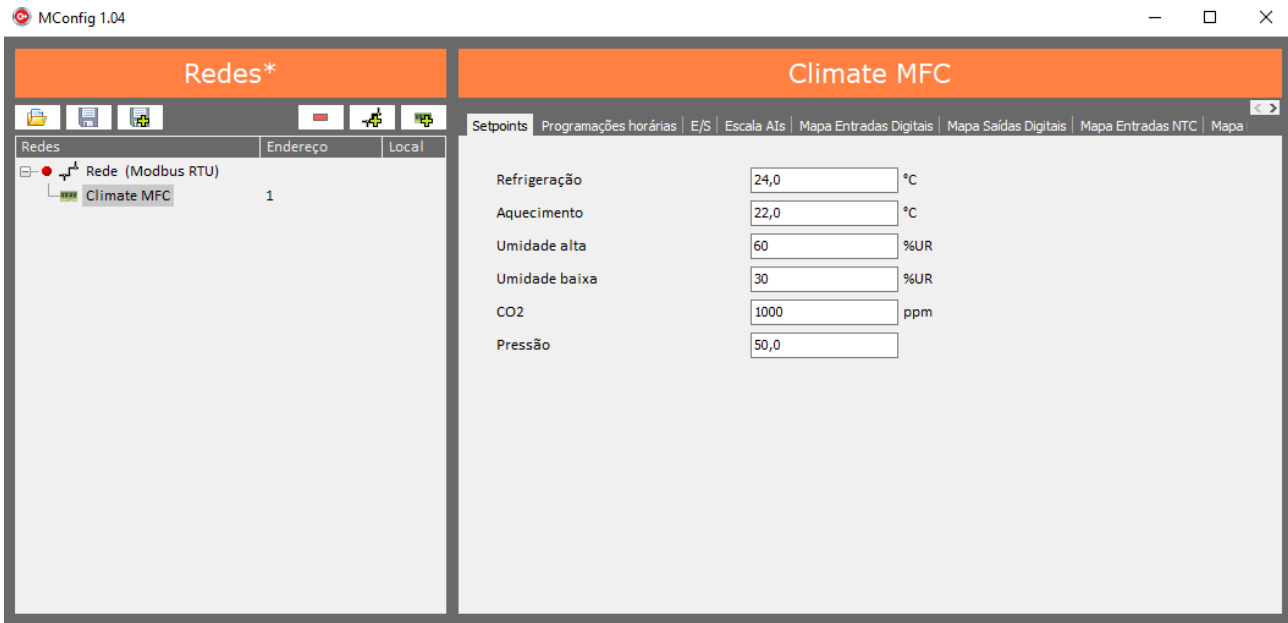 MConfig 1.04
Redes*
Climate MFC
Setpoints Programações horárias E/S Escala AIs Mapa Entradas Digitais Mapa Saídas Digitais Mapa Entradas NTC Mapa
Redes Endereço Local
Rede (Modbus RTU)
Climate MFC 1
Refrigeração 24,0 °C
Aquecimento 22,0 °C
Umidade alta 60 %UR
Umidade baixa 30 %UR
CO2 1000 ppm
Pressão 50,0